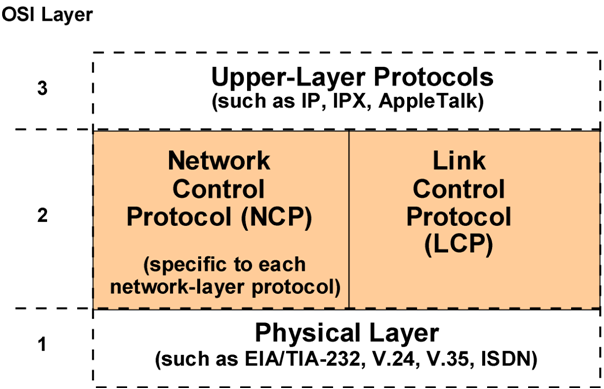 OSI Layer
3
Upper-Layer Protocols
(such as IP, IPX, AppleTalk)
2
Network
Control
Protocol (NCP)
(specific to each
network-layer protocol)
Link
Control
Protocol
(LCP)
1
Physical Layer
(such as EIA/TIA-232, V.24, V.35, ISDN)